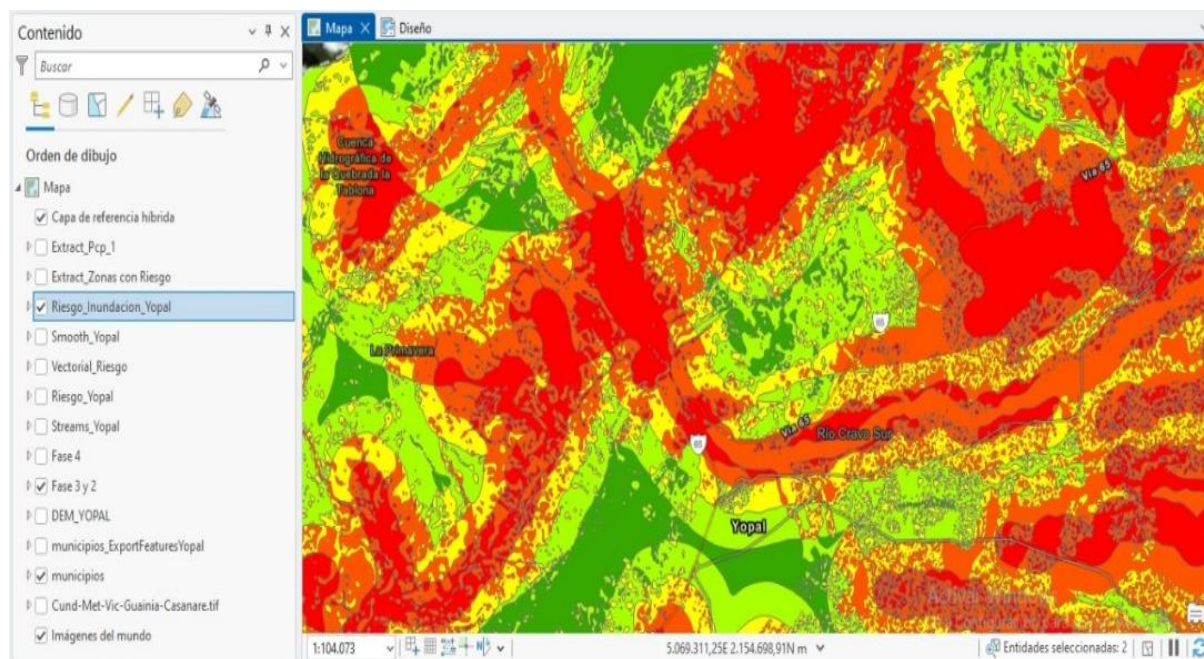 Contenido
Buscar
Orden de dibujo
Mapa
Capa de referencia híbrida
Extract_Pcp_1
Extract_Zonas con Riesgo
Riesgo_Inundacion_Yopal
Smooth_Yopal
Vectorial_Riesgo
Riesgo_Yopal
Streams_Yopal
Fase 4
Fase 3 y 2
DEM_YOPAL
municipios_ExportFeaturesYopal
municipios
Cund-Met-Vic-Guainia-Casanare.tif
Imágenes del mundo
Mapa
Diseño
Cuenca
Hidrográfica de
la Quebrada la
Tablona
Vía 65
65
La Primavera
Vía 65
Río Cravo Sur
65
Yopal
1:104.073
5.069.311,25E 2.154.698,91N m
Entidades seleccionadas: 2